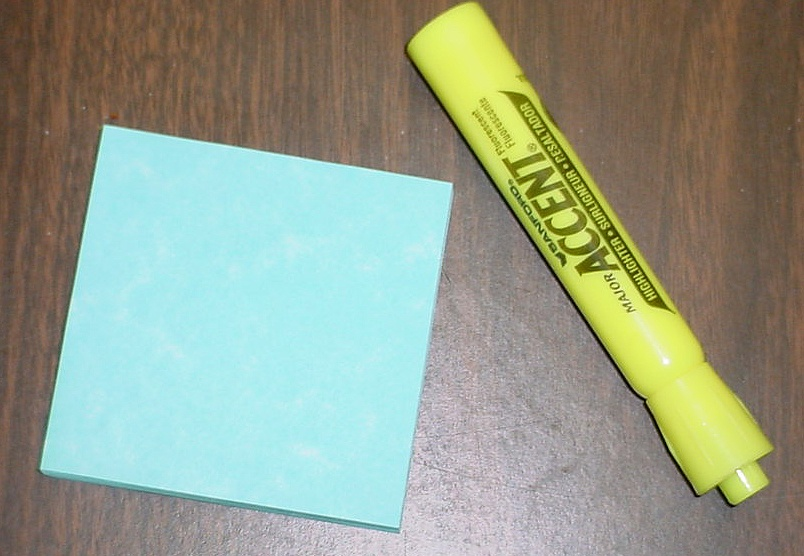 Fluorescent
Fluorescente
SANFORD®
MAJOR ACCENT®
HIGHLIGHTER • SURLIGNEUR • RESALTADOR